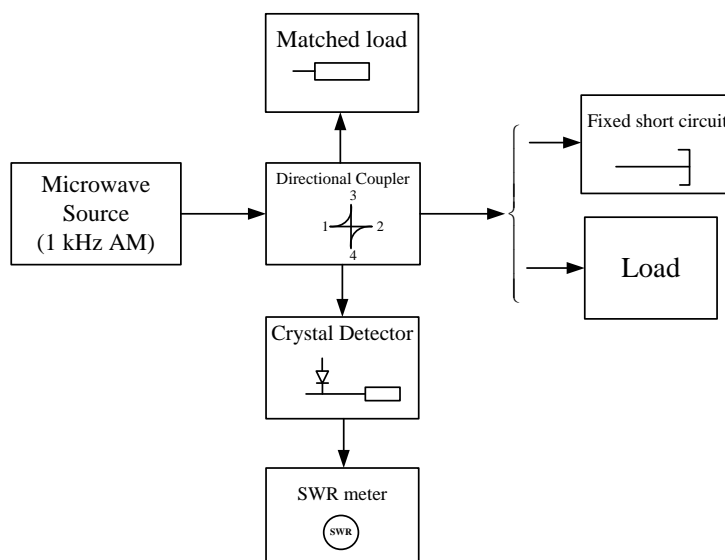 Matched load
Microwave
Source
(1 kHz AM)
Directional Coupler
3
1
2
4
Fixed short circuit
Load
Crystal Detector
SWR meter
SWR